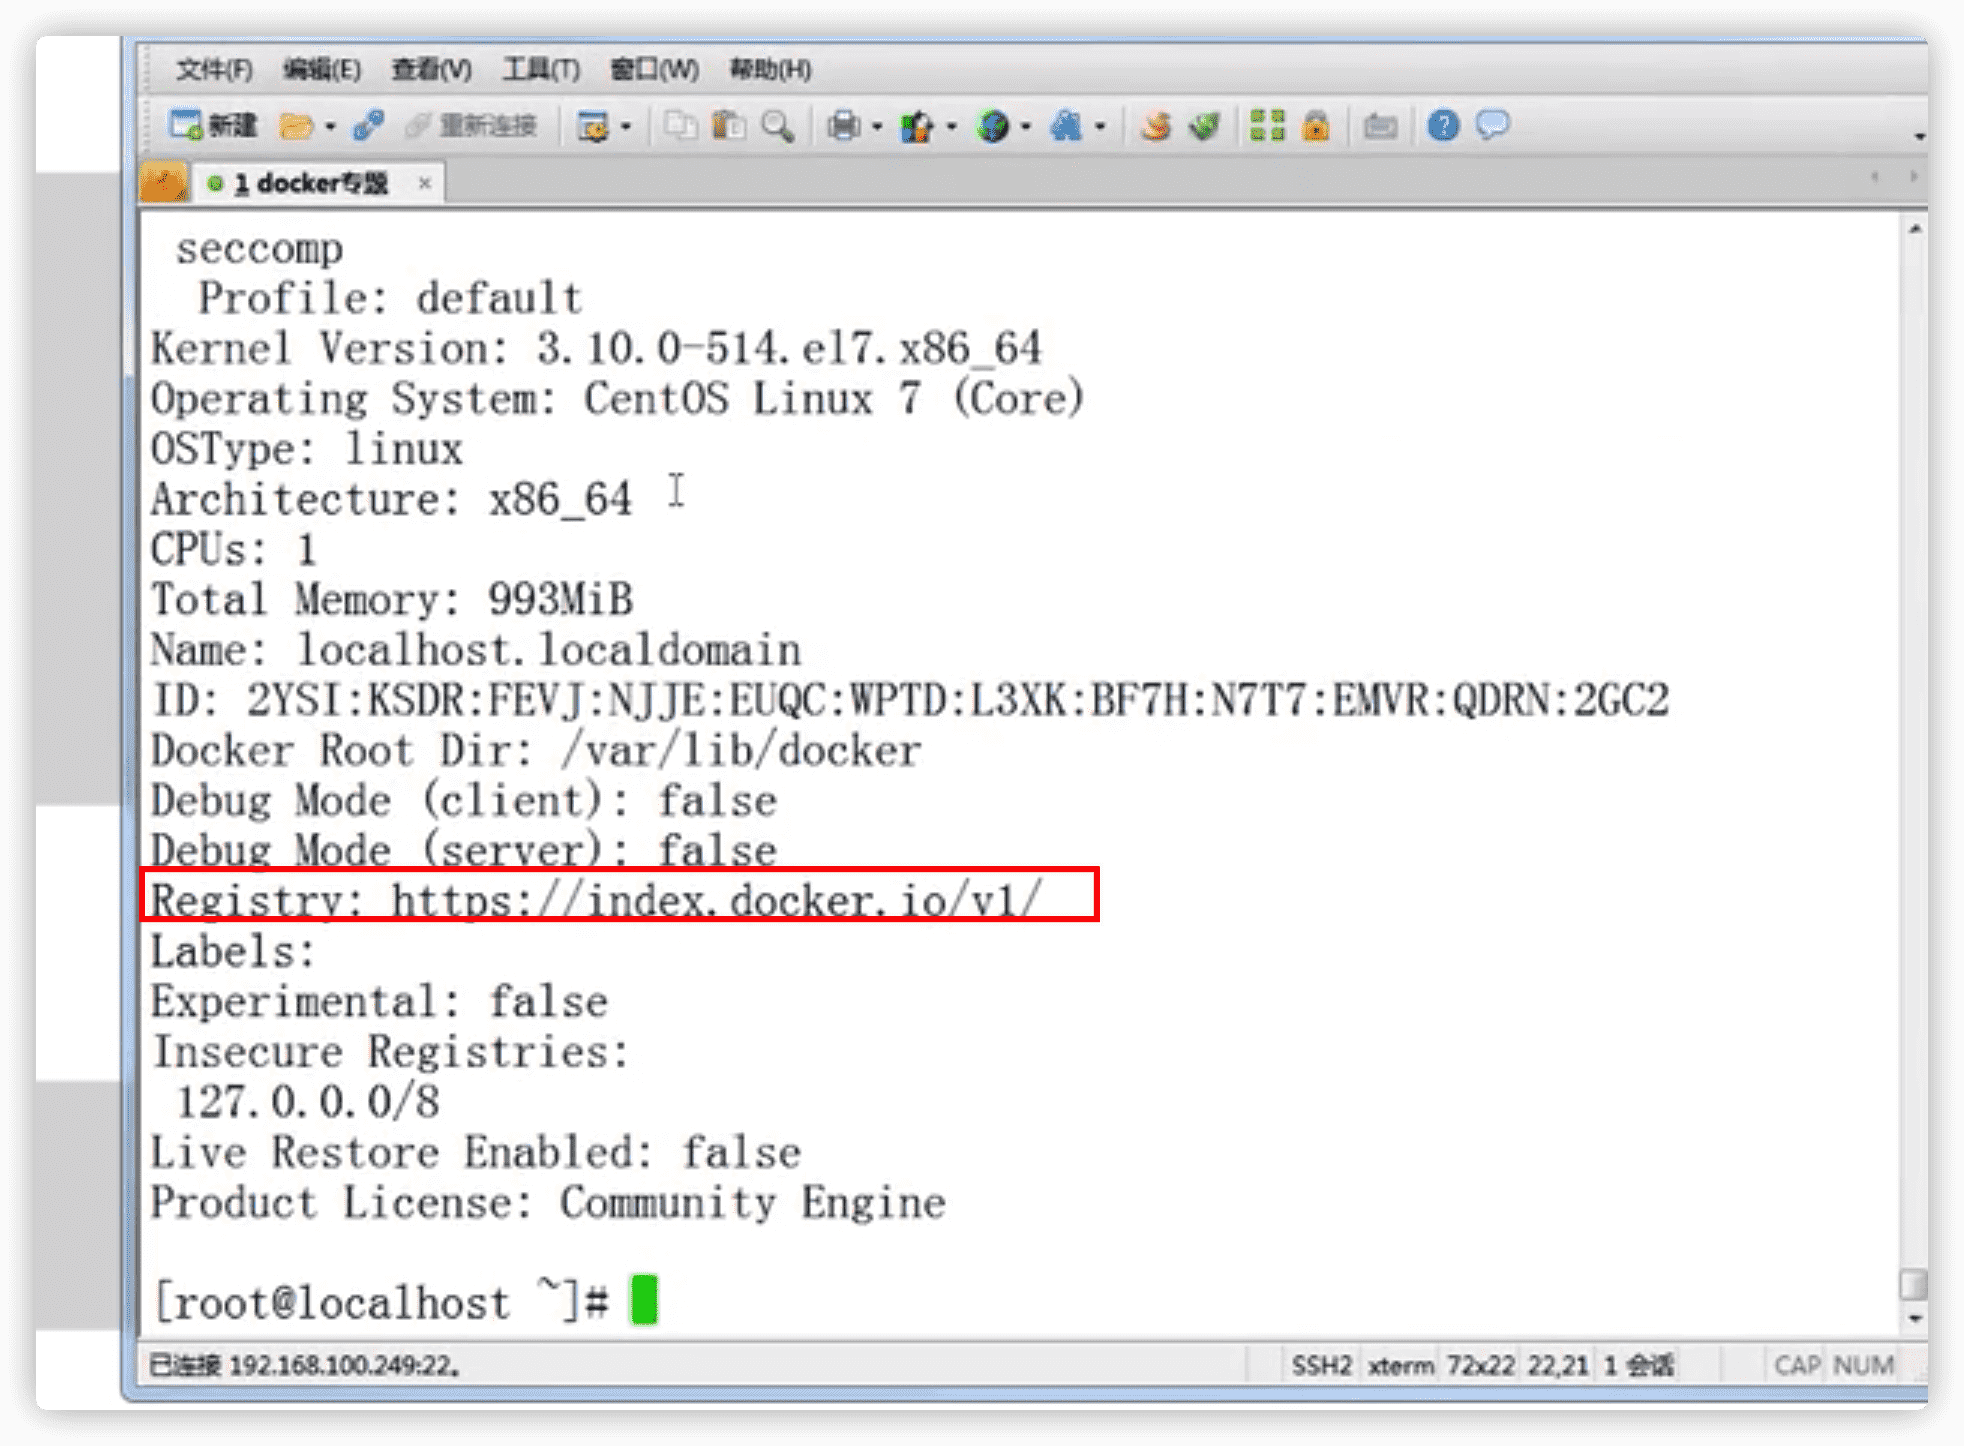 文件(F) 编辑(E) 查看(V) 工具(T) 窗口(W) 帮助(H)
新建 重新连接
1 docker专题
seccomp
Profile: default
Kernel Version: 3.10.0-514.el7.x86_64
Operating System: CentOS Linux 7 (Core)
OSType: linux
Architecture: x86_64
CPUs: 1
Total Memory: 993MiB
Name: localhost.localdomain
ID: 2YSI:KSDR:FEVJ:NJJE:EUQC:WPTD:L3XK:BF7H:N7T7:EMVR:QDRN:2GC2
Docker Root Dir: /var/lib/docker
Debug Mode (client): false
Debug Mode (server): false
Registry: https://index.docker.io/v1/
Labels:
Experimental: false
Insecure Registries:
127.0.0.0/8
Live Restore Enabled: false
Product License: Community Engine
[root@localhost ~]#
已连接 192.168.100.249:22。 SSH2 xterm 72x22 22,21 1 会话 CAP NUM